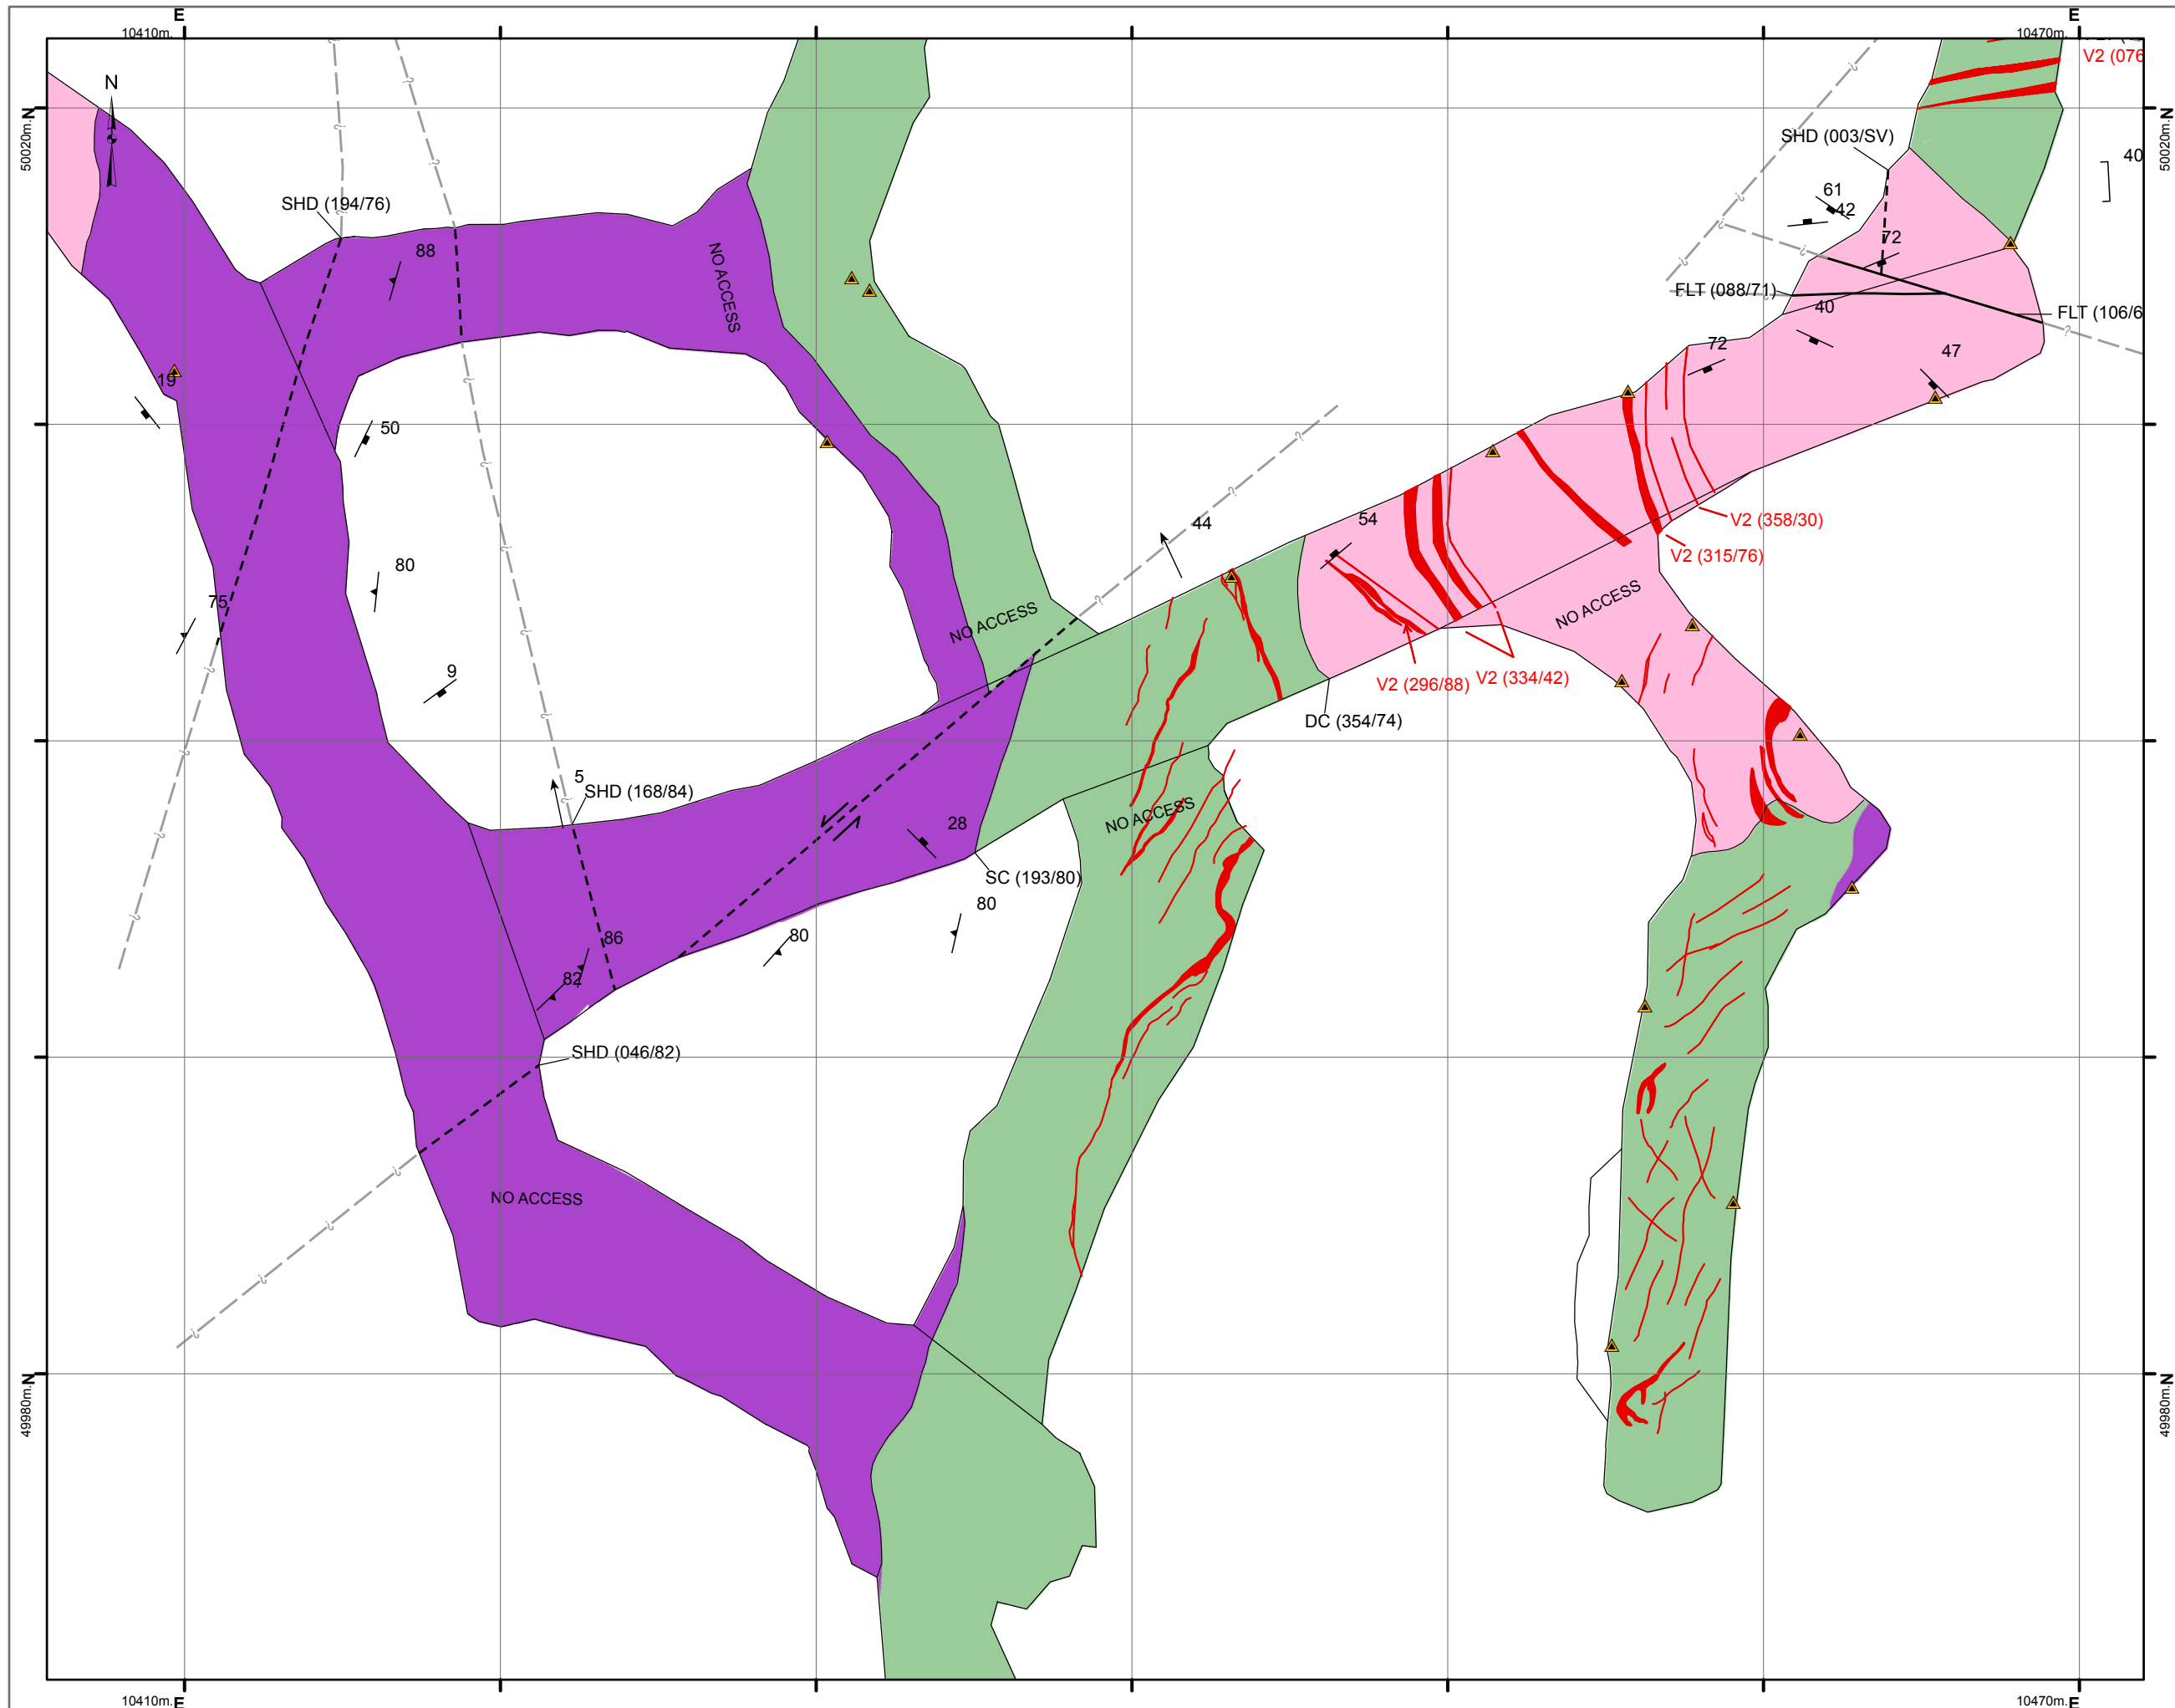 E
E
10410m.
10470m.
V2 (076
N
50020m.N
50020m.N
SHD (003/SV)
40
61
42
SHD (194/76)
72
88
NO ACCESS
FLT (088/71)
40
FLT (106/6
72
47
19
50
44
54
V2 (358/30)
V2 (315/76)
80
75
NO ACCESS
NO ACCESS
9
V2 (296/88)
V2 (334/42)
DC (354/74)
5
SHD (168/84)
NO ACCESS
28
SC (193/80)
80
80
86
82
SHD (046/82)
NO ACCESS
49980m.N
49980m.N
10410m.E
10470m.E